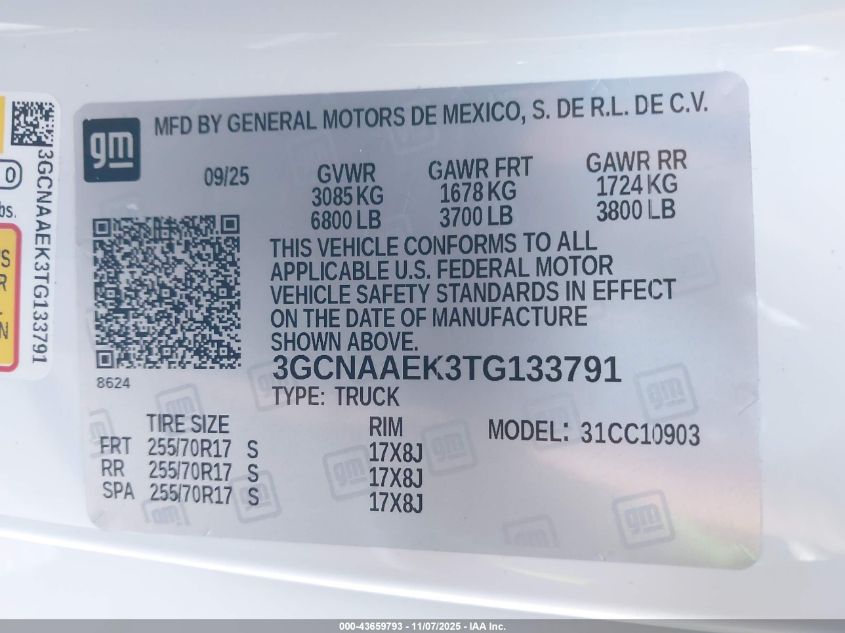 gm
MFD BY GENERAL MOTORS DE MEXICO, S. DE R.L. DE C.V.
09/25
GVWR
3085 KG
6800 LB
GAWR FRT
1678 KG
3700 LB
GAWR RR
1724 KG
3800 LB
THIS VEHICLE CONFORMS TO ALL
APPLICABLE U.S. FEDERAL MOTOR
VEHICLE SAFETY STANDARDS IN EFFECT
ON THE DATE OF MANUFACTURE
SHOWN ABOVE.
3GCNAAEK3TG133791
TYPE: TRUCK
8624
TIRE SIZE
RIM
MODEL: 31CC10903
FRT 255/70R17 S 17X8J
RR 255/70R17 S 17X8J
SPA 255/70R17 S 17X8J
3GCNAAEK3TG133791
0
bs.
000-43659793 - 11/07/2025 - IAA Inc.